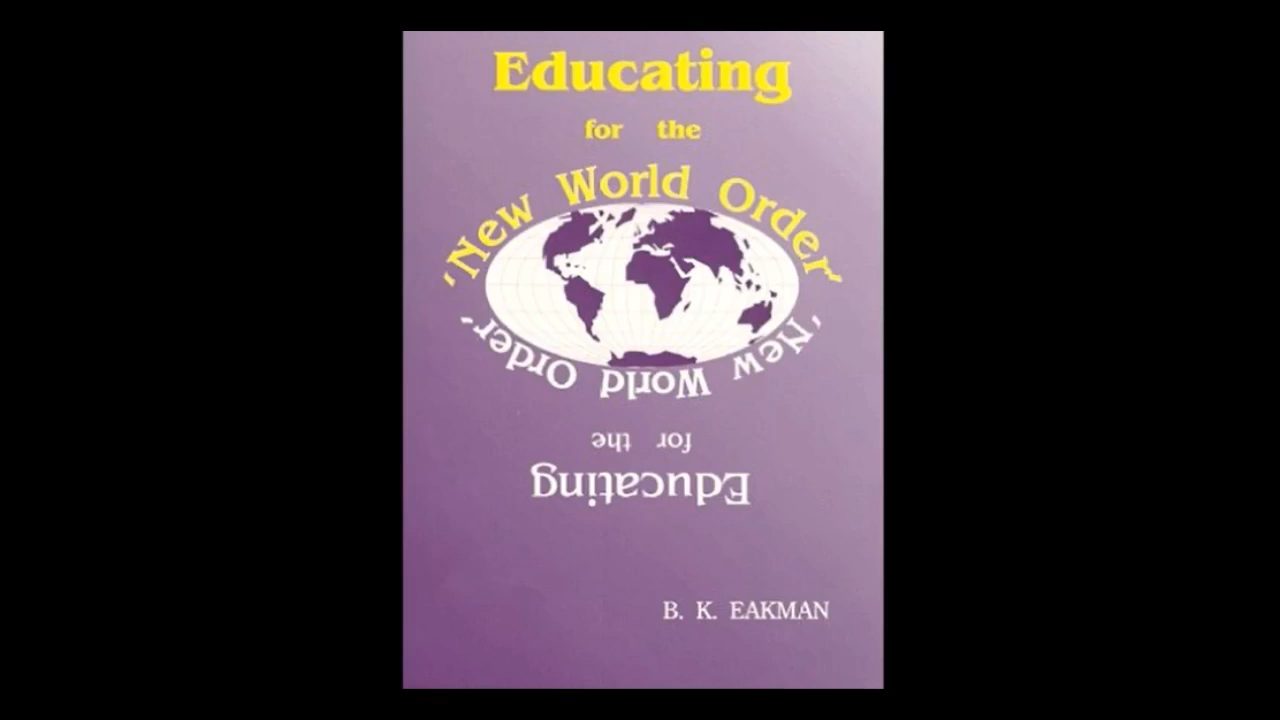 Educating
for the
'New World Order'
'New World Order'
for the
Educating
B. K. EAKMAN